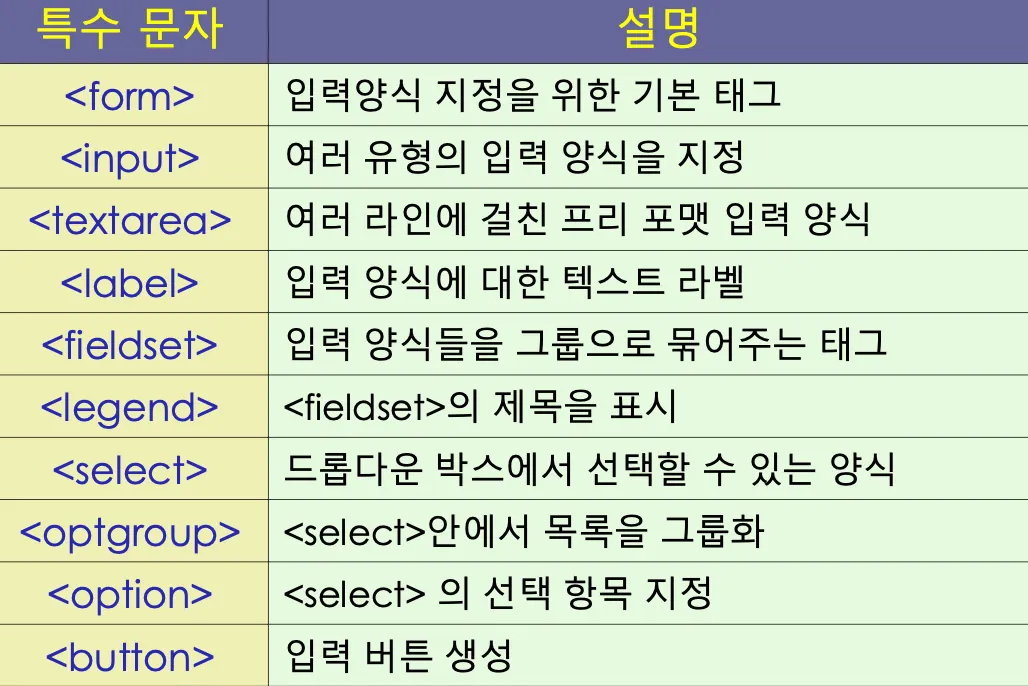 특수 문자 설명
<form> 입력양식 지정을 위한 기본 태그
<input> 여러 유형의 입력 양식을 지정
<textarea> 여러 라인에 걸친 프리 포맷 입력 양식
<label> 입력 양식에 대한 텍스트 라벨
<fieldset> 입력 양식들을 그룹으로 묶어주는 태그
<legend> <fieldset>의 제목을 표시
<select> 드롭다운 박스에서 선택할 수 있는 양식
<optgroup> <select>안에서 목록을 그룹화
<option> <select> 의 선택 항목 지정
<button> 입력 버튼 생성